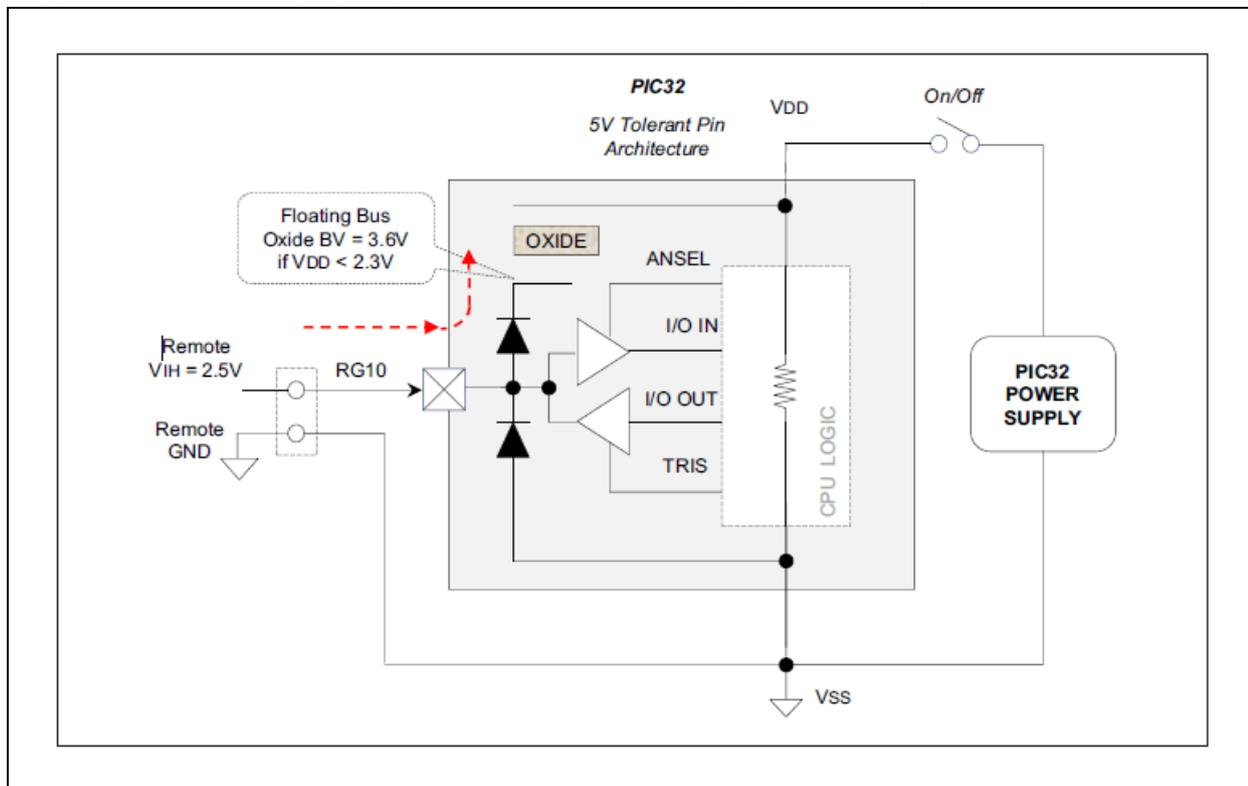 PIC32
5V Tolerant Pin
Architecture
VDD
On/Off
Floating Bus
Oxide BV = 3.6V
if VDD < 2.3V
OXIDE
ANSEL
I/O IN
Remote
VIH = 2.5V
RG10
I/O OUT
Remote
GND
TRIS
CPU LOGIC
PIC32
POWER
SUPPLY
VSS